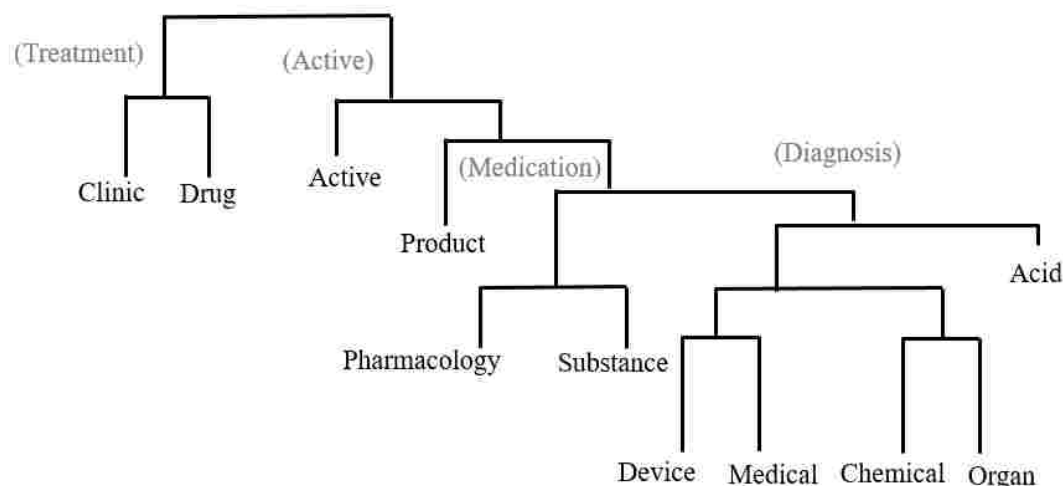 (Treatment)
(Active)
(Medication)
(Diagnosis)
Clinic
Drug
Active
Product
Acid
Pharmacology
Substance
Device
Medical
Chemical
Organ